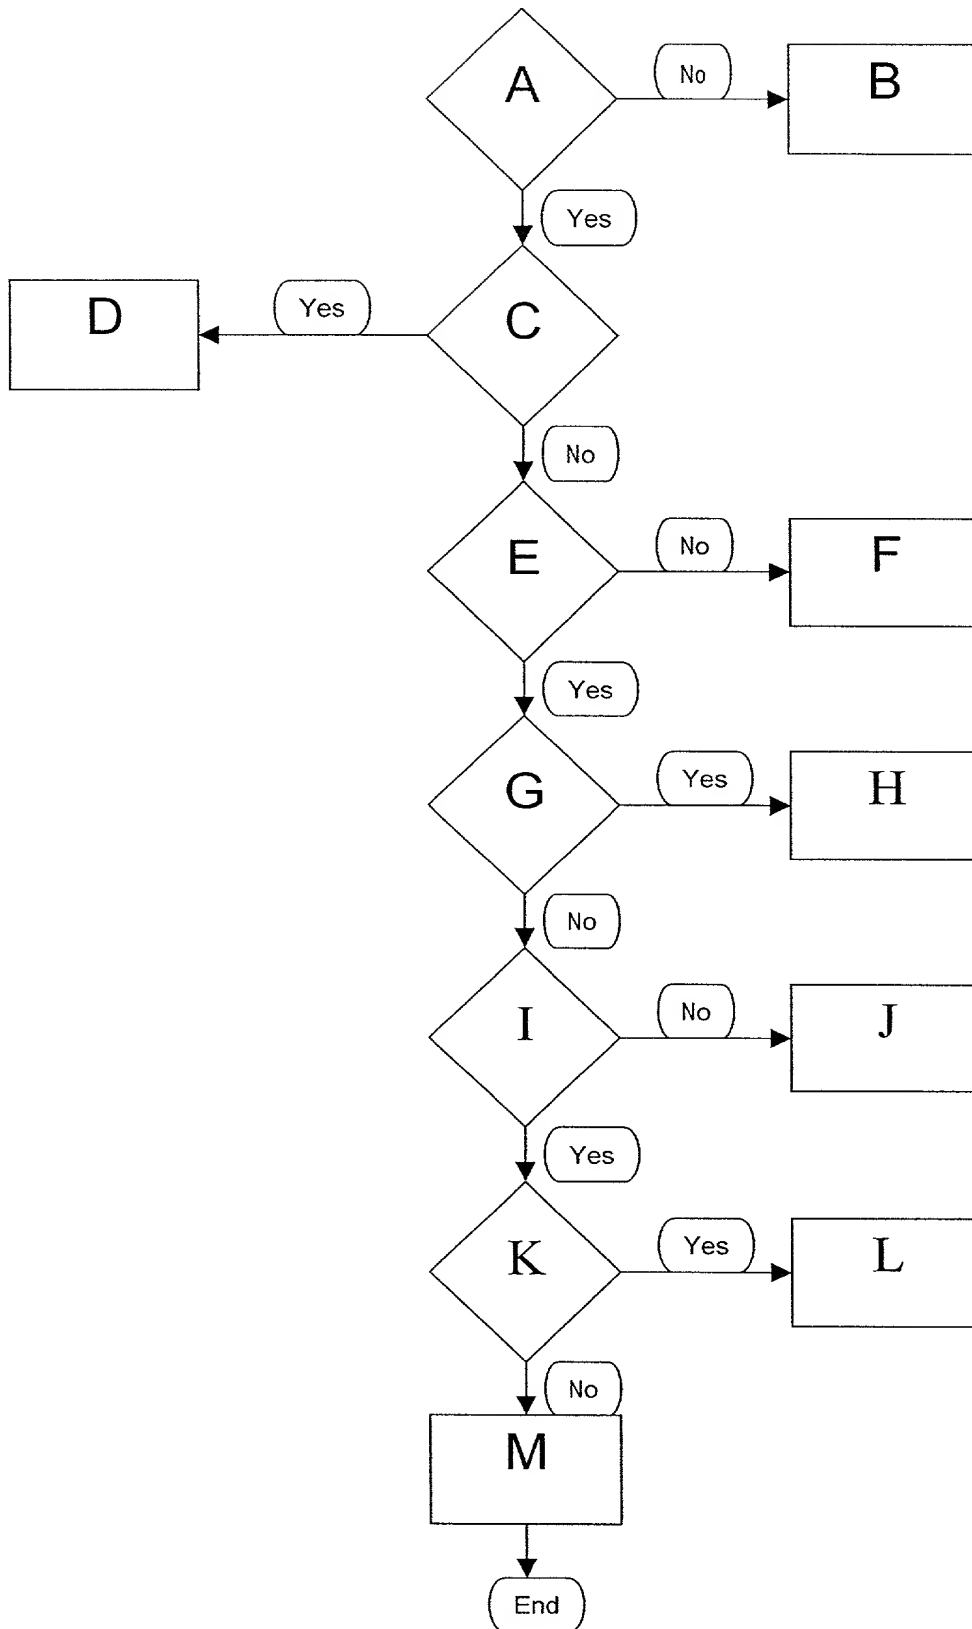 A
No
B
Yes
D
Yes
C
No
E
No
F
Yes
G
Yes
H
No
I
No
J
Yes
K
Yes
L
No
M
End